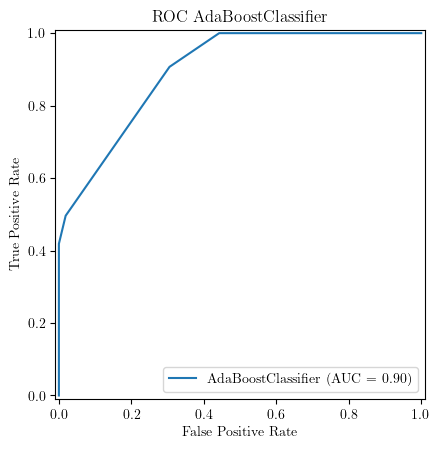 ROC AdaBoostClassifier
1.0
0.8
0.6
0.4
0.2
0.0
True Positive Rate
AdaBoostClassifier (AUC = 0.90)
0.0 0.2 0.4 0.6 0.8 1.0
False Positive Rate